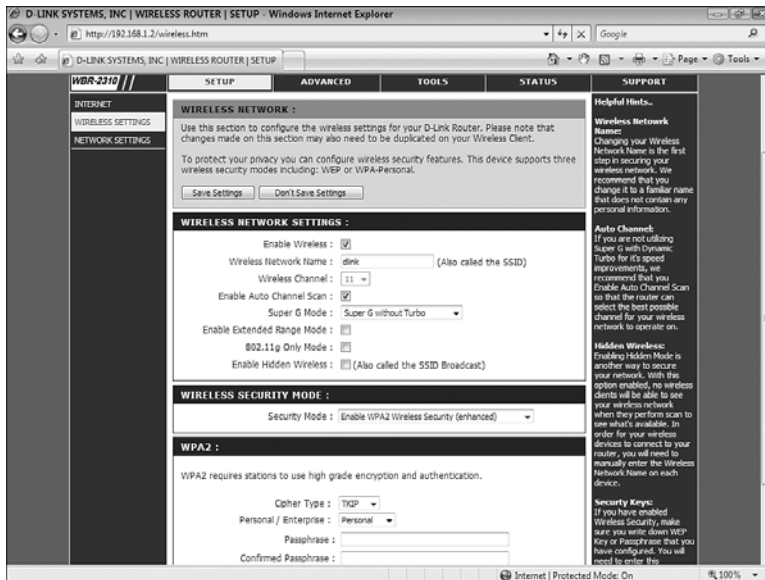 D-LINK SYSTEMS, INC | WIRELESS ROUTER | SETUP - Windows Internet Explorer
http://192.168.1.2/wireless.htm
Google
D-LINK SYSTEMS, INC | WIRELESS ROUTER | SETUP
Page
Tools
WBR-2310
SETUP
ADVANCED
TOOLS
STATUS
SUPPORT
INTERNET
WIRELESS SETTINGS
NETWORK SETTINGS
WIRELESS NETWORK :
Use this section to configure the wireless settings for your D-Link Router. Please note that
changes made on this section may also need to be duplicated on your Wireless Client.
To protect your privacy you can configure wireless security features. This device supports three
wireless security modes including: WEP or WPA-Personal.
Save Settings
Don't Save Settings
WIRELESS NETWORK SETTINGS :
Enable Wireless :
Wireless Network Name : dlink (Also called the SSID)
Wireless Channel : 11
Enable Auto Channel Scan :
Super G Mode : Super G without Turbo
Enable Extended Range Mode :
802.11g Only Mode :
Enable Hidden Wireless : (Also called the SSID Broadcast)
WIRELESS SECURITY MODE :
Security Mode : Enable WPA2 Wireless Security (enhanced)
WPA2 :
WPA2 requires stations to use high grade encryption and authentication.
Cipher Type : TKIP
Personal / Enterprise : Personal
Passphrase :
Confirmed Passphrase :
Helpful Hints..
Wireless Netowrk
Name:
Changing your Wireless
Network Name is the first
step in securing your
wireless network. We
recommend that you
change it to a familiar name
that does not contain any
personal information.
Auto Channel:
If you are not utilizing
Super G with Dynamic
Turbo for it's speed
improvements, we
recommend that you
Enable Auto Channel Scan
so that the router can
select the best possible
channel for your wireless
network to operate on.
Hidden Wireless:
Enabling Hidden Mode is
another way to secure
your network. With this
option enabled, no wireless
clients will be able to see
your wireless network
when they perform scan to
see what's available. In
order for your wireless
devices to connect to your
router, you will need to
manually enter the Wireless
Network Name on each
device.
Securty Keys:
If you have enabled
Wireless Security, make
sure you write down WEP
Key or Passphrase that you
have configured. You will
need to enter this
Internet | Protected Mode: On
100%